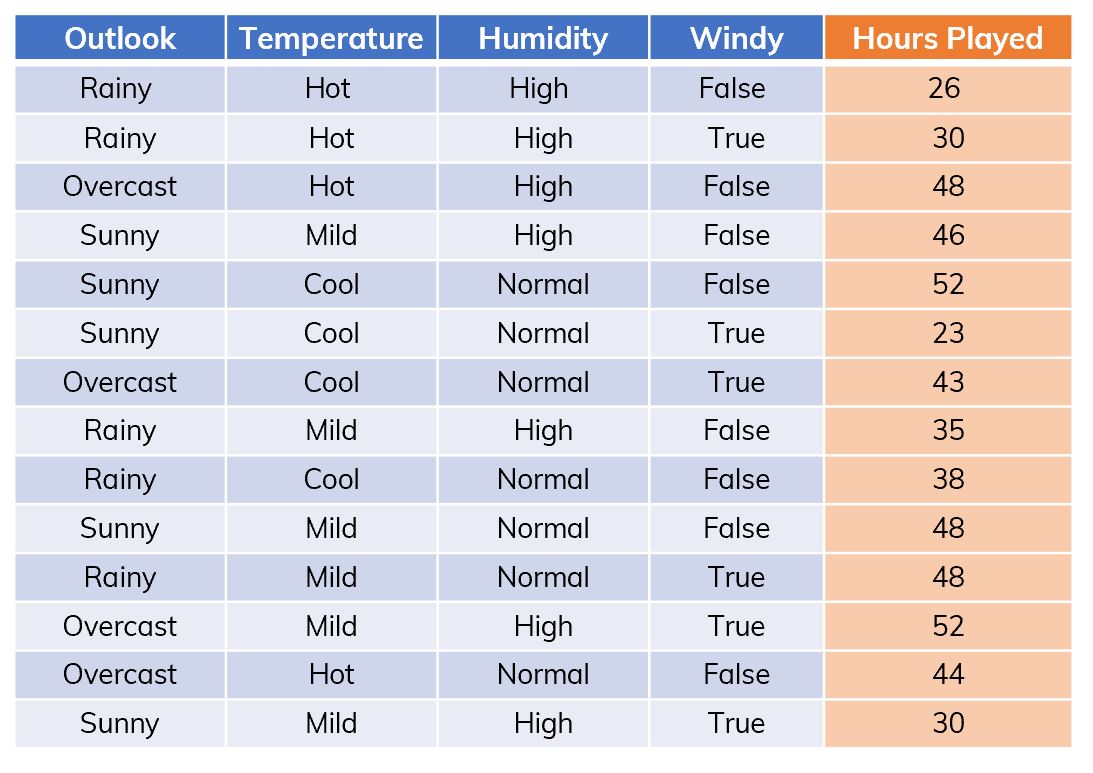 Outlook Temperature Humidity Windy Hours Played
Rainy Hot High False 26
Rainy Hot High True 30
Overcast Hot High False 48
Sunny Mild High False 46
Sunny Cool Normal False 52
Sunny Cool Normal True 23
Overcast Cool Normal True 43
Rainy Mild High False 35
Rainy Cool Normal False 38
Sunny Mild Normal False 48
Rainy Mild Normal True 48
Overcast Mild High True 52
Overcast Hot Normal False 44
Sunny Mild High True 30